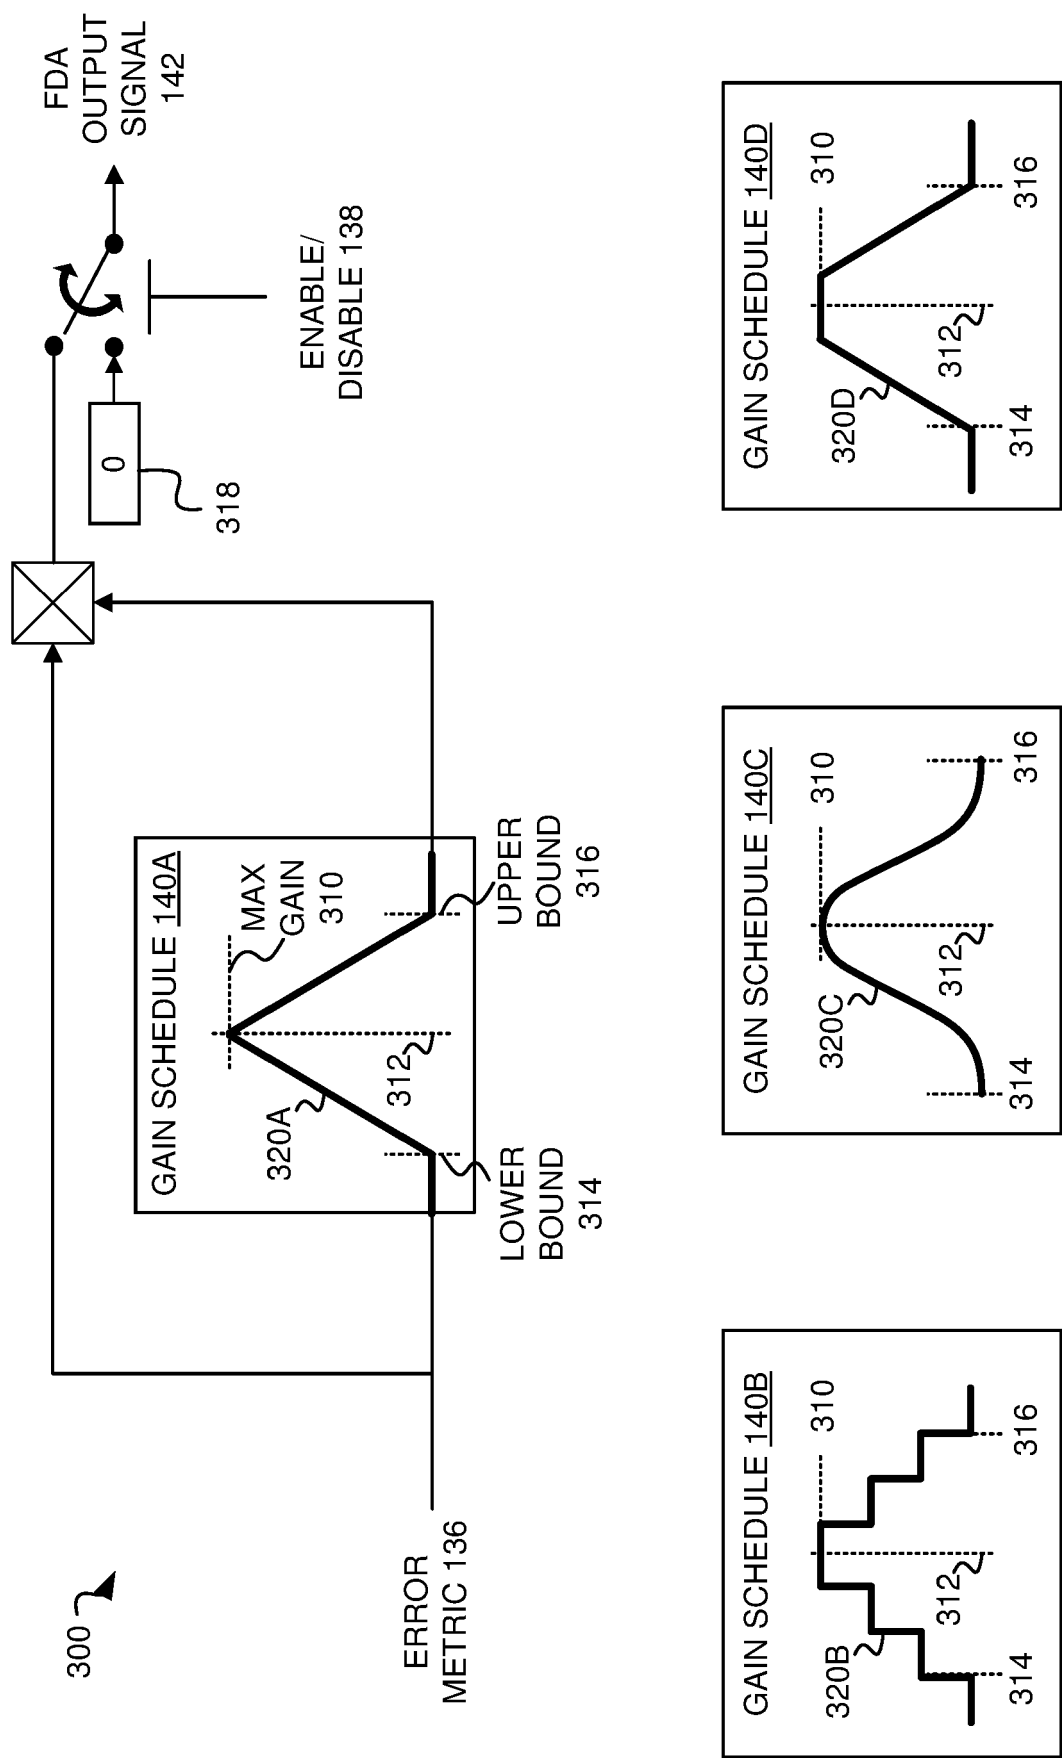 300
FDA
OUTPUT
SIGNAL
142
0
318
ENABLE/
DISABLE 138
GAIN SCHEDULE 140A
MAX
GAIN
310
320A
312
LOWER
BOUND
314
UPPER
BOUND
316
ERROR
METRIC 136
GAIN SCHEDULE 140B
310
320B
312
314
316
GAIN SCHEDULE 140C
310
320C
312
314
316
GAIN SCHEDULE 140D
310
320D
312
314
316